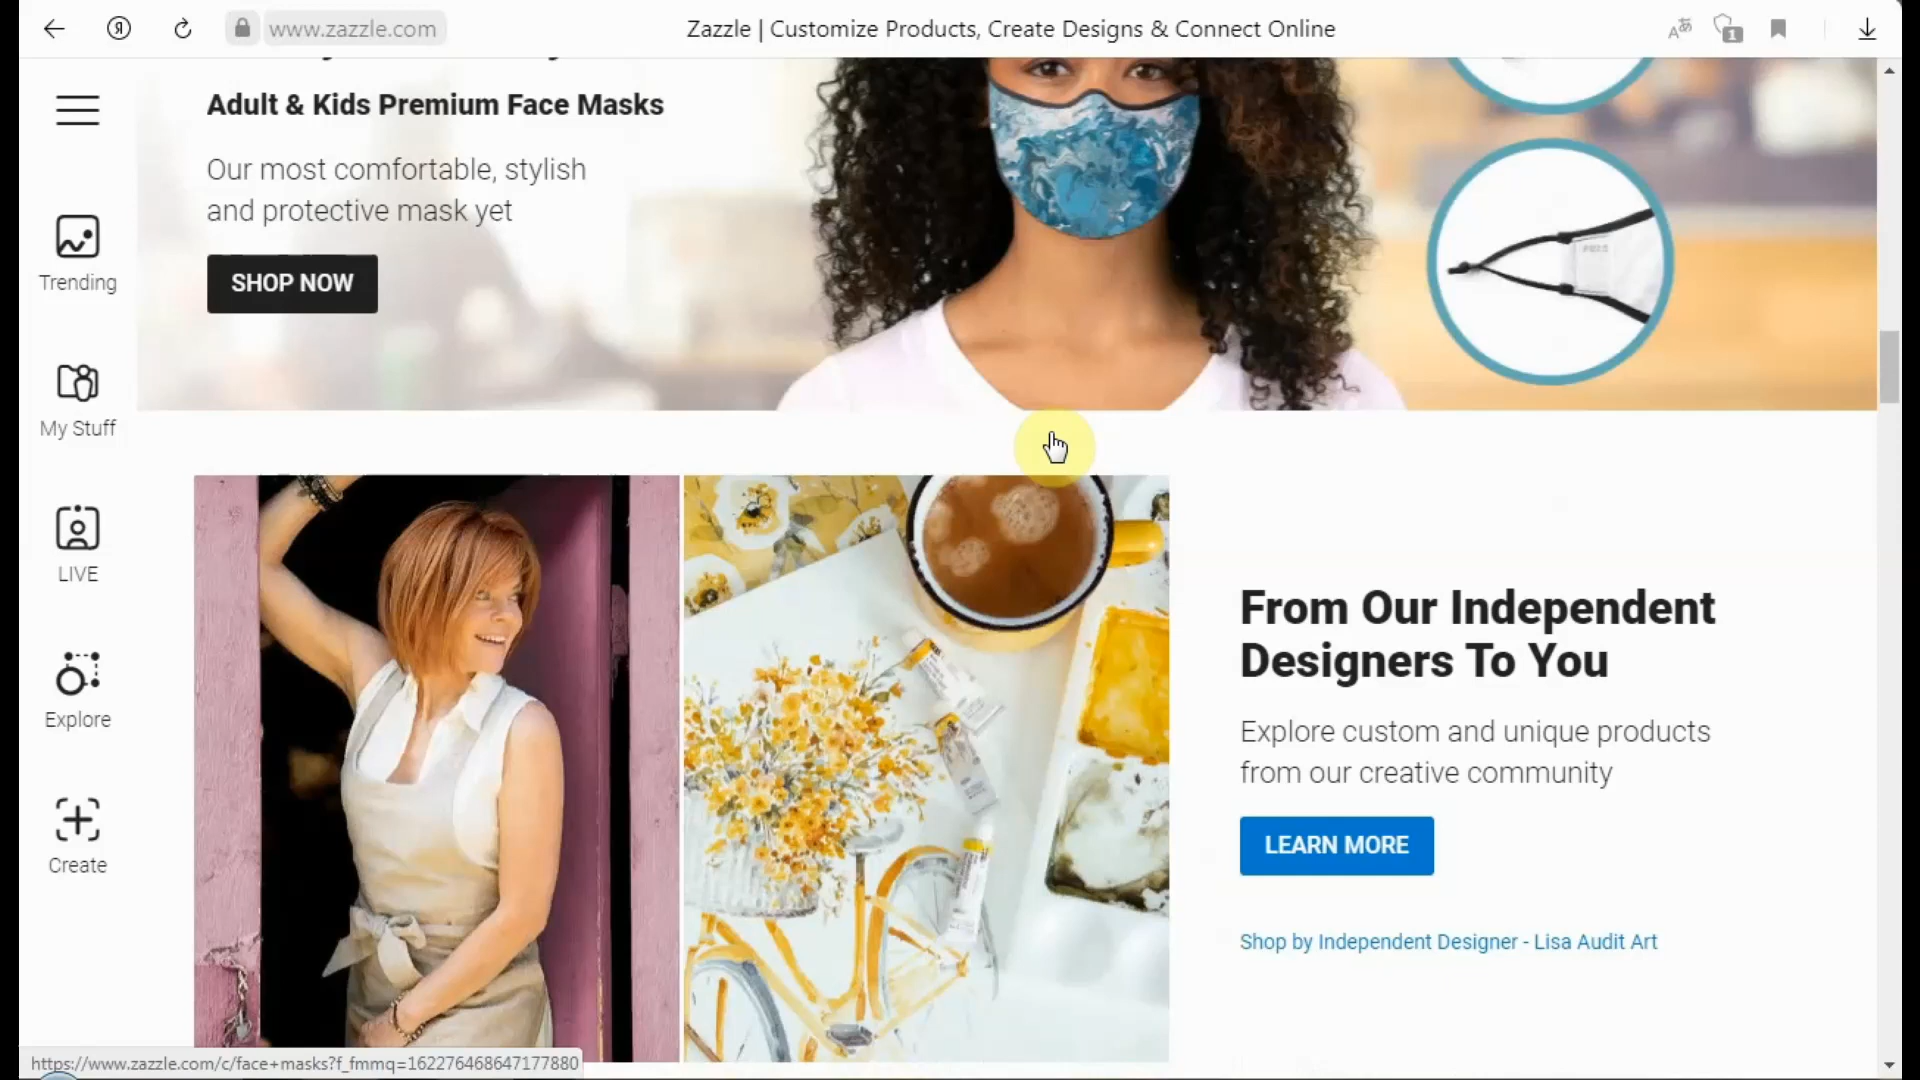 www.zazzle.com
Zazzle | Customize Products, Create Designs & Connect Online
1
Adult & Kids Premium Face Masks
Our most comfortable, stylish
and protective mask yet
SHOP NOW
Trending
My Stuff
LIVE
Explore
Create
From Our Independent
Designers To You
Explore custom and unique products
from our creative community
LEARN MORE
Shop by Independent Designer - Lisa Audit Art
https://www.zazzle.com/c/face+masks?f_fmmq=162276468647177880